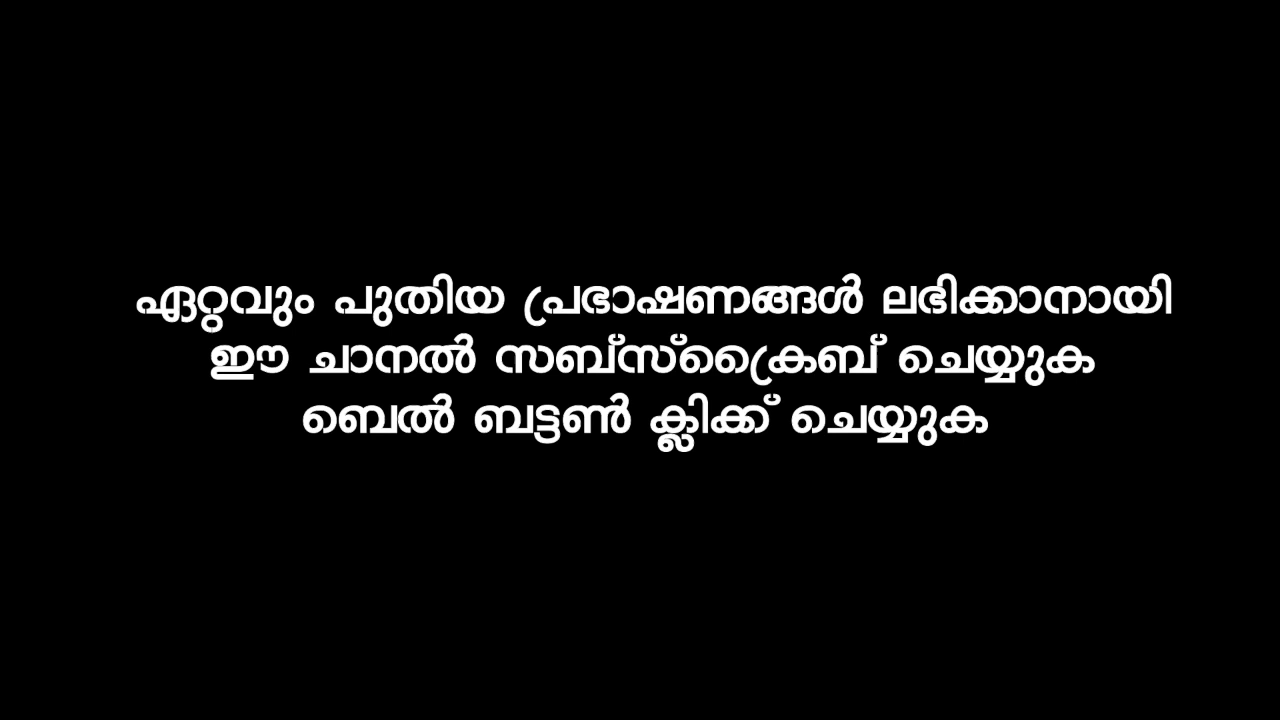 ഏറ്റവും പുതിയ പ്രഭാഷണങ്ങൾ ലഭിക്കാനായി
ഈ ചാനൽ സബ്സ്ക്രൈബ് ചെയ്യുക
ബെൽ ബട്ടൺ ക്ലിക്ക് ചെയ്യുക